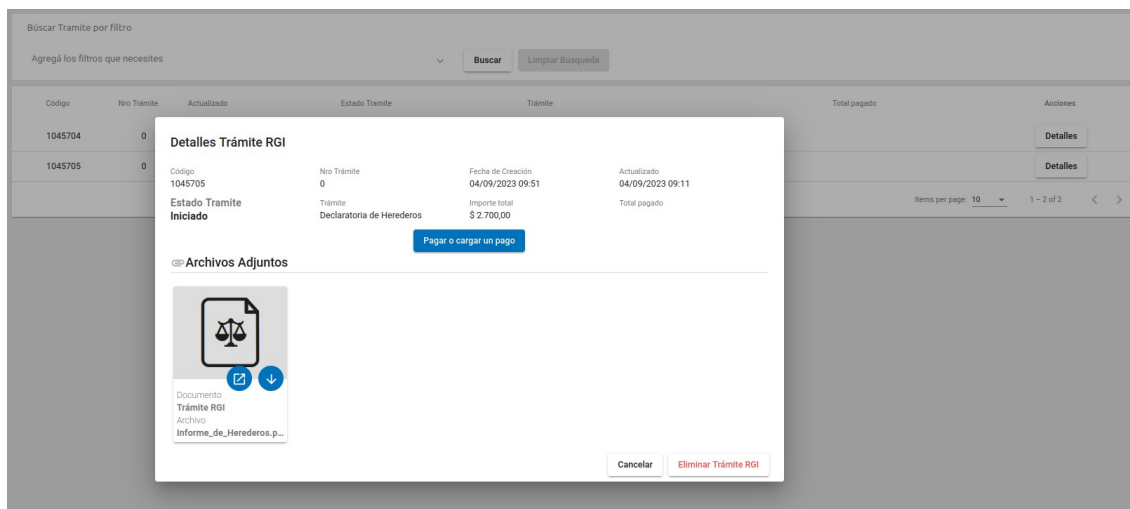 Búscar Tramite por filtro
Agregá los filtros que necesites
Buscar
Limpiar Busqueda
Código Nro Trámite Actualizado Estado Tramite Trámite Total pagado Acciones
1045704 0 Detalles
1045705 0 Detalles
Items per page: 10 1 – 2 of 2
Detalles Trámite RGI
Código Nro Trámite Fecha de Creación Actualizado
1045705 0 04/09/2023 09:51 04/09/2023 09:11
Estado Tramite Trámite Importe total Total pagado
Iniciado Declaratoria de Herederos $ 2.700,00
Pagar o cargar un pago
Archivos Adjuntos
Documento
Trámite RGI
Archivo
Informe_de_Herederos.p...
Cancelar Eliminar Trámite RGI